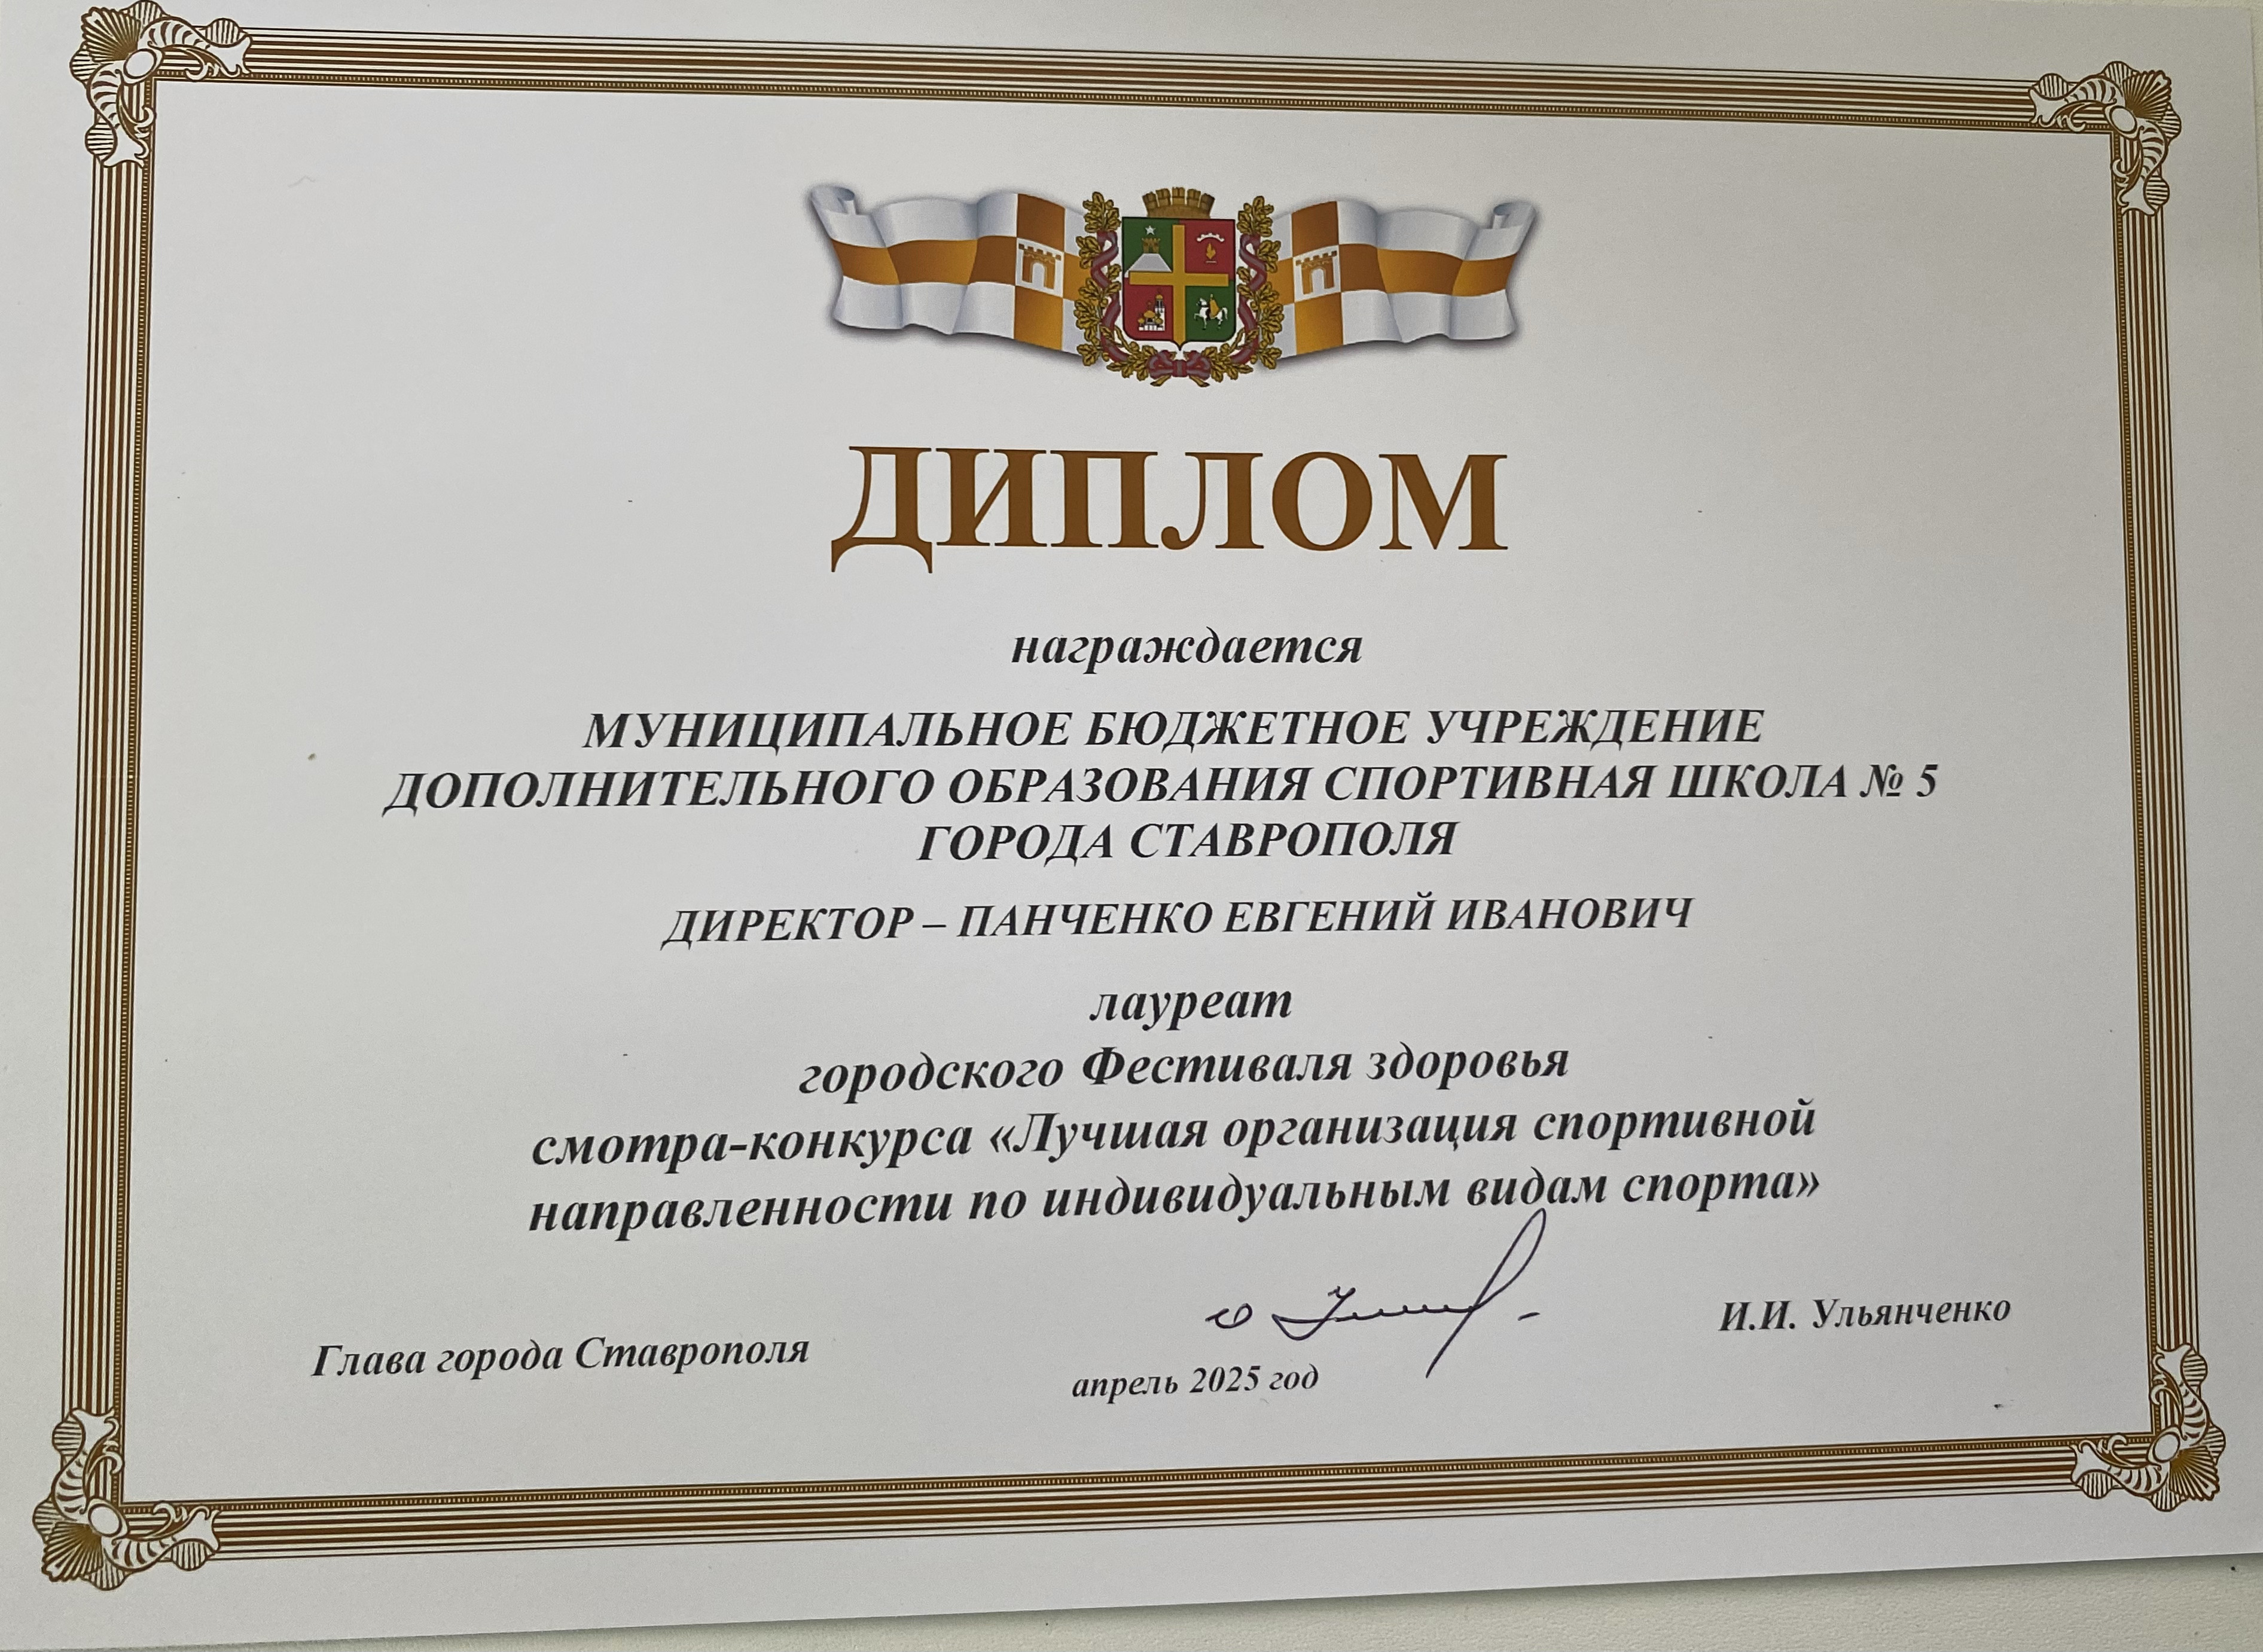 ДИПЛОМ
награждается
МУНИЦИПАЛЬНОЕ БЮДЖЕТНОЕ УЧРЕЖДЕНИЕ
ДОПОЛНИТЕЛЬНОГО ОБРАЗОВАНИЯ СПОРТИВНАЯ ШКОЛА № 5
ГОРОДА СТАВРОПОЛЯ
ДИРЕКТОР – ПАНЧЕНКО ЕВГЕНИЙ ИВАНОВИЧ
лауреат
городского Фестиваля здоровья
смотра-конкурса «Лучшая организация спортивной
направленности по индивидуальным видам спорта»
Глава города Ставрополя
И.И. Ульянченко
апрель 2025 год